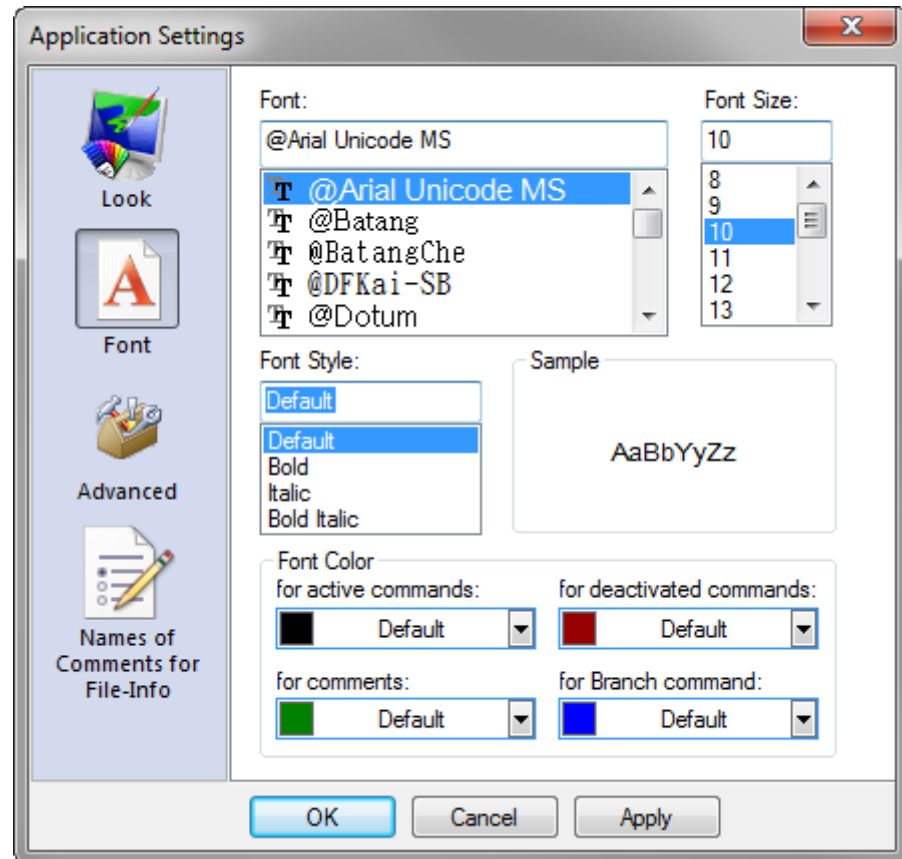 Application Settings
Look
Font
Advanced
Names of
Comments for
File-Info
Font:
@Arial Unicode MS
@Arial Unicode MS
@Batang
@BatangChe
@DFKai-SB
@Dotum
Font Size:
10
8
9
10
11
12
13
Font Style:
Default
Default
Bold
Italic
Bold Italic
Sample
AaBbYyZz
Font Color
for active commands:
Default
for deactivated commands:
Default
for comments:
Default
for Branch command:
Default
OK
Cancel
Apply